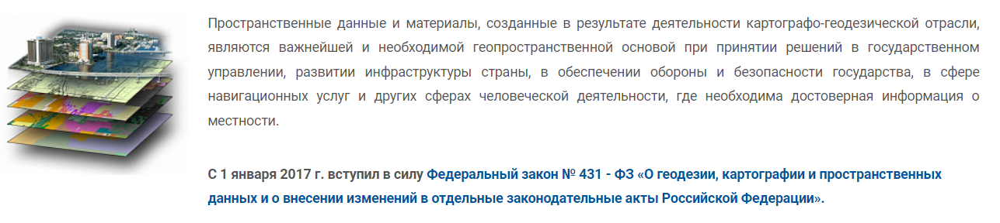 Пространственные данные и материалы, созданные в результате деятельности картографо-геодезической отрасли,
являются важнейшей и необходимой геопространственной основой при принятии решений в государственном
управлении, развитии инфраструктуры страны, в обеспечении обороны и безопасности государства, в сфере
навигационных услуг и других сферах человеческой деятельности, где необходима достоверная информация о
местности.
С 1 января 2017 г. вступил в силу Федеральный закон № 431 - ФЗ «О геодезии, картографии и пространственных
данных и о внесении изменений в отдельные законодательные акты Российской Федерации».